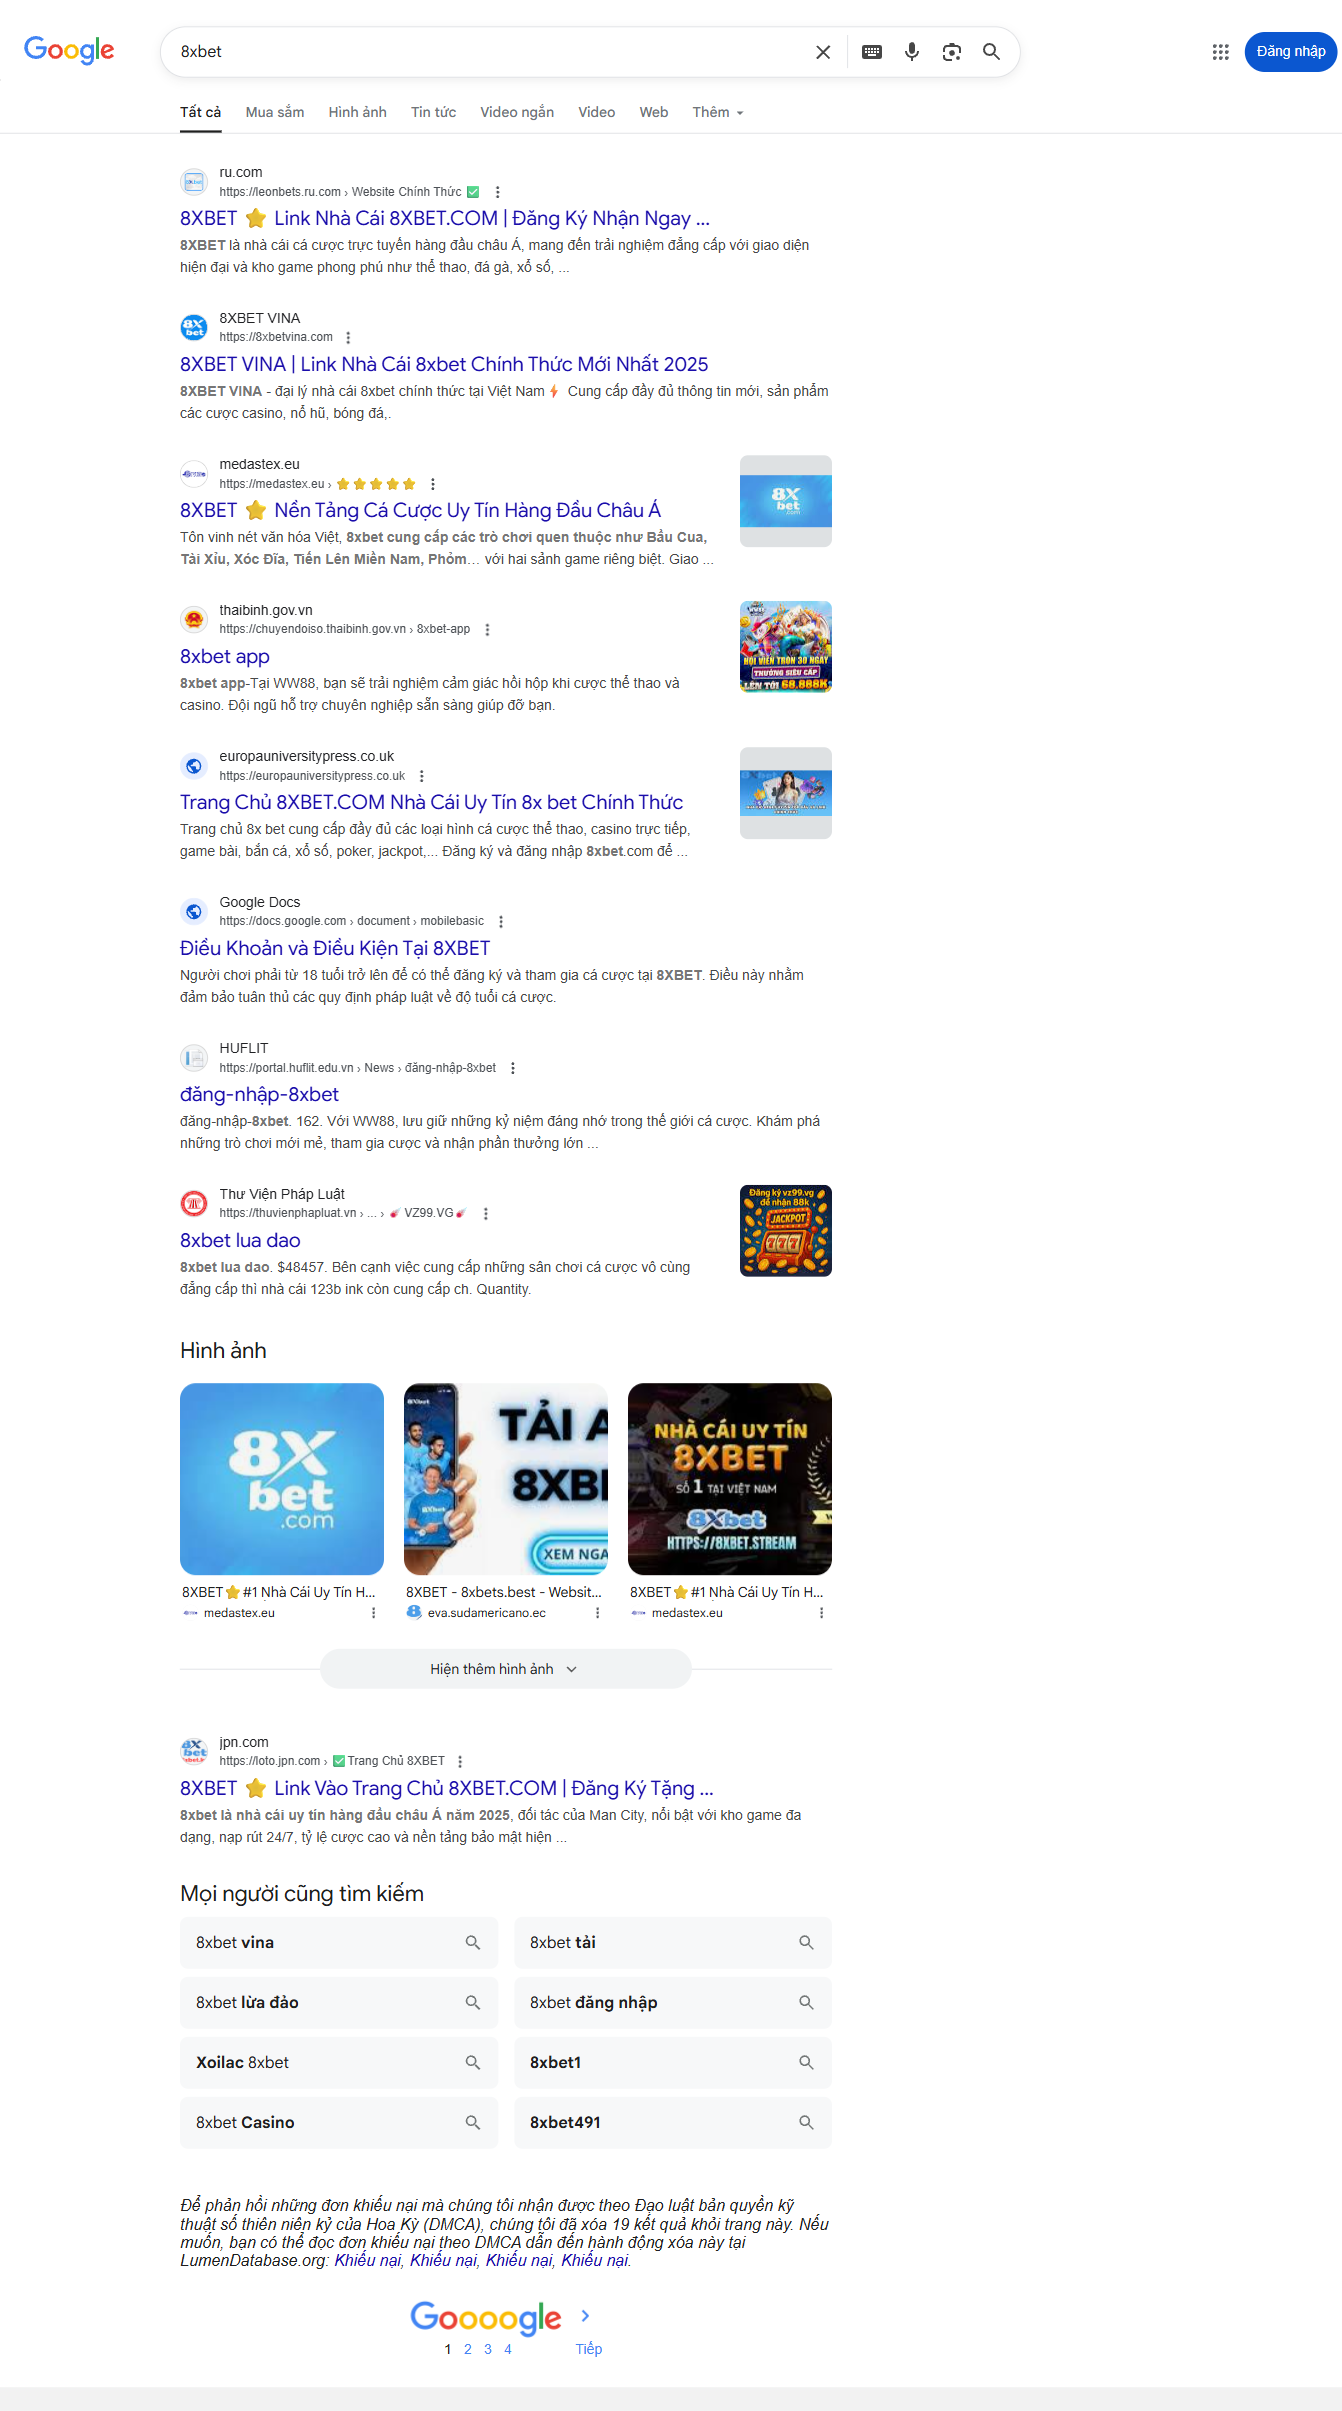 Google
8xbet
Đăng nhập
Tất cả
Mua sắm
Hình ảnh
Tin tức
Video ngắn
Video
Web
Thêm
ru.com
https://leonbets.ru.com › Website Chính Thức ✅
8XBET ⭐ Link Nhà Cái 8XBET.COM | Đăng Ký Nhận Ngay ...
8XBET là nhà cái cá cược trực tuyến hàng đầu châu Á, mang đến trải nghiệm đẳng cấp với giao diện
hiện đại và kho game phong phú như thể thao, đá gà, xổ số, ...
8XBET VINA
https://8xbetvina.com
8XBET VINA | Link Nhà Cái 8xbet Chính Thức Mới Nhất 2025
8XBET VINA - đại lý nhà cái 8xbet chính thức tại Việt Nam⚡ Cung cấp đầy đủ thông tin mới, sản phẩm
các cược casino, nổ hũ, bóng đá,.
medastex.eu
https://medastex.eu › ⭐⭐⭐⭐⭐
8XBET ⭐ Nền Tảng Cá Cược Uy Tín Hàng Đầu Châu Á
Tôn vinh nét văn hóa Việt, 8xbet cung cấp các trò chơi quen thuộc như Bầu Cua,
Tài Xỉu, Xóc Đĩa, Tiến Lên Miền Nam, Phỏm… với hai sảnh game riêng biệt. Giao ...
8X
bet
.com
thaibinh.gov.vn
https://chuyendoiso.thaibinh.gov.vn › 8xbet-app
8xbet app
8xbet app-Tại WW88, bạn sẽ trải nghiệm cảm giác hồi hộp khi cược thể thao và
casino. Đội ngũ hỗ trợ chuyên nghiệp sẵn sàng giúp đỡ bạn.
HỘI VIÊN TRÒN 30 NGÀY
THƯỞNG SIÊU CẤP
LÊN TỚI 68.888K
europauniversitypress.co.uk
https://europauniversitypress.co.uk
Trang Chủ 8XBET.COM Nhà Cái Uy Tín 8x bet Chính Thức
Trang chủ 8x bet cung cấp đầy đủ các loại hình cá cược thể thao, casino trực tiếp,
game bài, bắn cá, xổ số, poker, jackpot,... Đăng ký và đăng nhập 8xbet.com để ...
Google Docs
https://docs.google.com › document › mobilebasic
Điều Khoản và Điều Kiện Tại 8XBET
Người chơi phải từ 18 tuổi trở lên để có thể đăng ký và tham gia cá cược tại 8XBET. Điều này nhằm
đảm bảo tuân thủ các quy định pháp luật về độ tuổi cá cược.
HUFLIT
https://portal.huflit.edu.vn › News › đăng-nhập-8xbet
đăng-nhập-8xbet
đăng-nhập-8xbet. 162. Với WW88, lưu giữ những kỷ niệm đáng nhớ trong thế giới cá cược. Khám phá
những trò chơi mới mẻ, tham gia cược và nhận phần thưởng lớn ...
Thư Viện Pháp Luật
https://thuvienphapluat.vn › ... › VZ99.VG
8xbet lua dao
8xbet lua dao. $48457. Bên cạnh việc cung cấp những sân chơi cá cược vô cùng
đẳng cấp thì nhà cái 123b ink còn cung cấp ch. Quantity.
Đăng ký vz99.vg
để nhận 88k
JACKPOT
777
Hình ảnh
8X
bet
.com
8XBET⭐#1 Nhà Cái Uy Tín H...
medastex.eu
8Xbet
TẢI A
8XBE
XEM NGA
8XBET - 8xbets.best - Websit...
eva.sudamericano.ec
NHÀ CÁI UY TÍN
8XBET
SỐ 1 TẠI VIỆT NAM
8Xbet
HTTPS://8XBET.STREAM
8XBET⭐#1 Nhà Cái Uy Tín H...
medastex.eu
Hiện thêm hình ảnh
jpn.com
https://loto.jpn.com › ✅Trang Chủ 8XBET
8XBET ⭐ Link Vào Trang Chủ 8XBET.COM | Đăng Ký Tặng ...
8xbet là nhà cái uy tín hàng đầu châu Á năm 2025, đối tác của Man City, nổi bật với kho game đa
dạng, nạp rút 24/7, tỷ lệ cược cao và nền tảng bảo mật hiện ...
Mọi người cũng tìm kiếm
8xbet vina
8xbet tải
8xbet lừa đảo
8xbet đăng nhập
Xoilac 8xbet
8xbet1
8xbet Casino
8xbet491
Để phản hồi những đơn khiếu nại mà chúng tôi nhận được theo Đạo luật bản quyền kỹ
thuật số thiên niên kỷ của Hoa Kỳ (DMCA), chúng tôi đã xóa 19 kết quả khỏi trang này. Nếu
muốn, bạn có thể đọc đơn khiếu nại theo DMCA dẫn đến hành động xóa này tại
LumenDatabase.org: Khiếu nại, Khiếu nại, Khiếu nại, Khiếu nại.
Goooogle
1 2 3 4 Tiếp